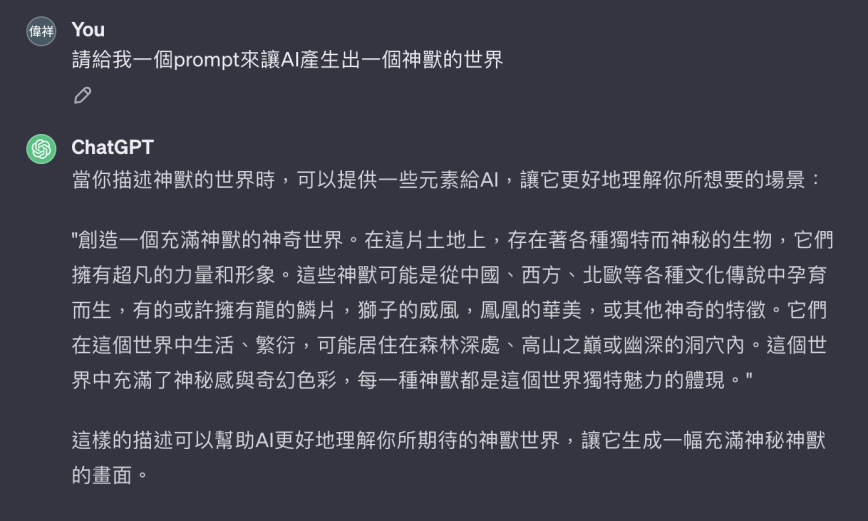 偉祥
You
請給我一個prompt來讓AI產生出一個神獸的世界
ChatGPT
當你描述神獸的世界時，可以提供一些元素給AI，讓它更好地理解你所想要的場景：
"創造一個充滿神獸的神奇世界。在這片土地上，存在著各種獨特而神秘的生物，它們
擁有超凡的力量和形象。這些神獸可能是從中國、西方、北歐等各種文化傳說中孕育
而生，有的或許擁有龍的鱗片，獅子的威風，鳳凰的華美，或其他神奇的特徵。它們
在這個世界中生活、繁衍，可能居住在森林深處、高山之巔或幽深的洞穴內。這個世
界中充滿了神秘感與奇幻色彩，每一種神獸都是這個世界獨特魅力的體現。"
這樣的描述可以幫助AI更好地理解你所期待的神獸世界，讓它生成一幅充滿神秘神獸
的畫面。